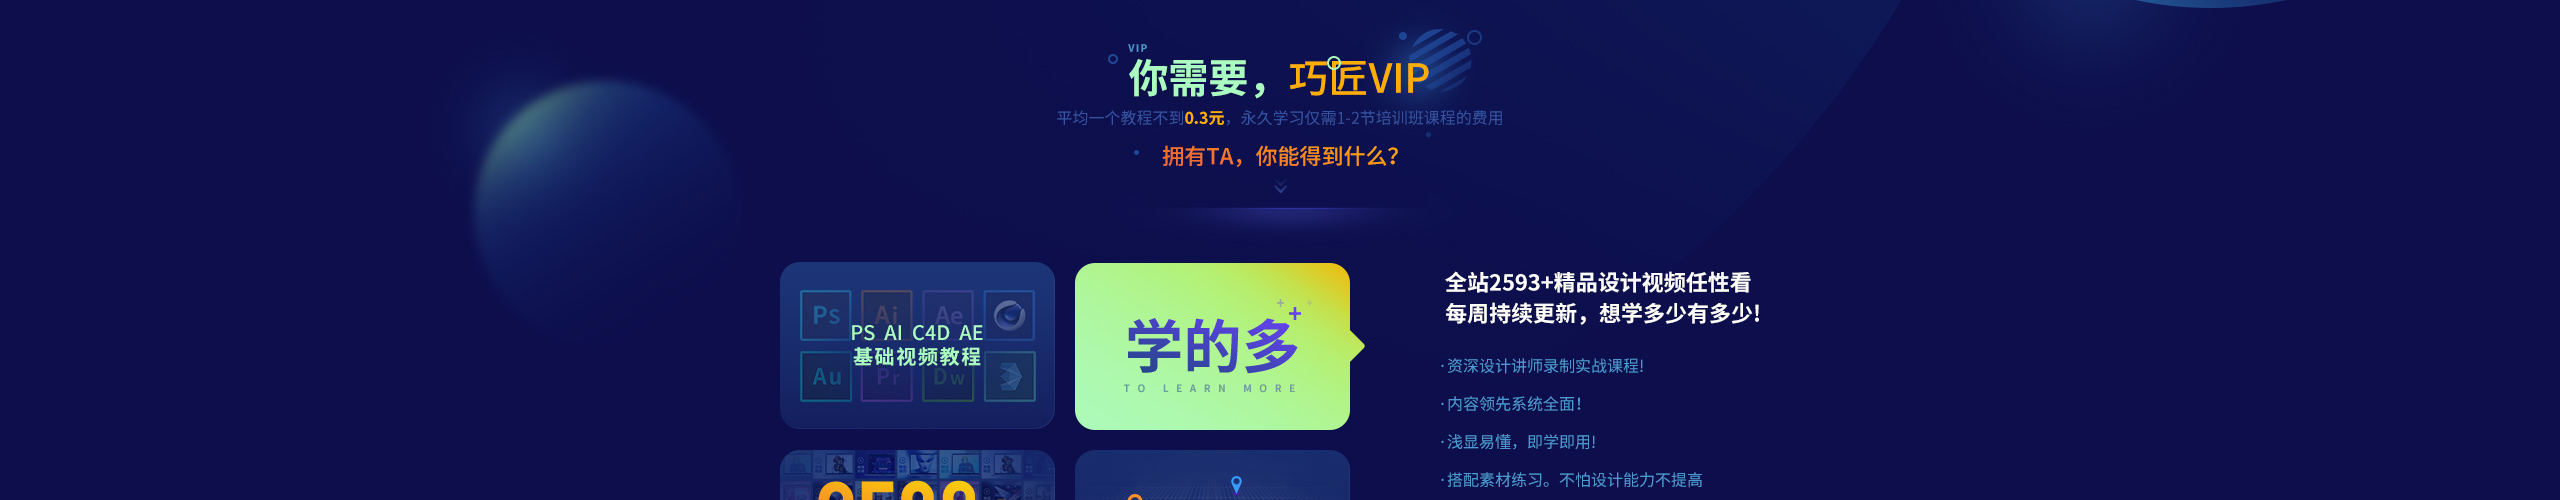 VIP
你需要，巧匠VIP
平均一个教程不到0.3元，永久学习仅需1-2节培训班课程的费用
拥有TA，你能得到什么？
Ps Ai Ae
PS AI C4D AE
基础视频教程
Au Pr Dw
学的多
TO LEARN MORE
全站2593+精品设计视频任性看
每周持续更新，想学多少有多少!
·资深设计讲师录制实战课程!
·内容领先系统全面!
·浅显易懂，即学即用!
·搭配素材练习。不怕设计能力不提高